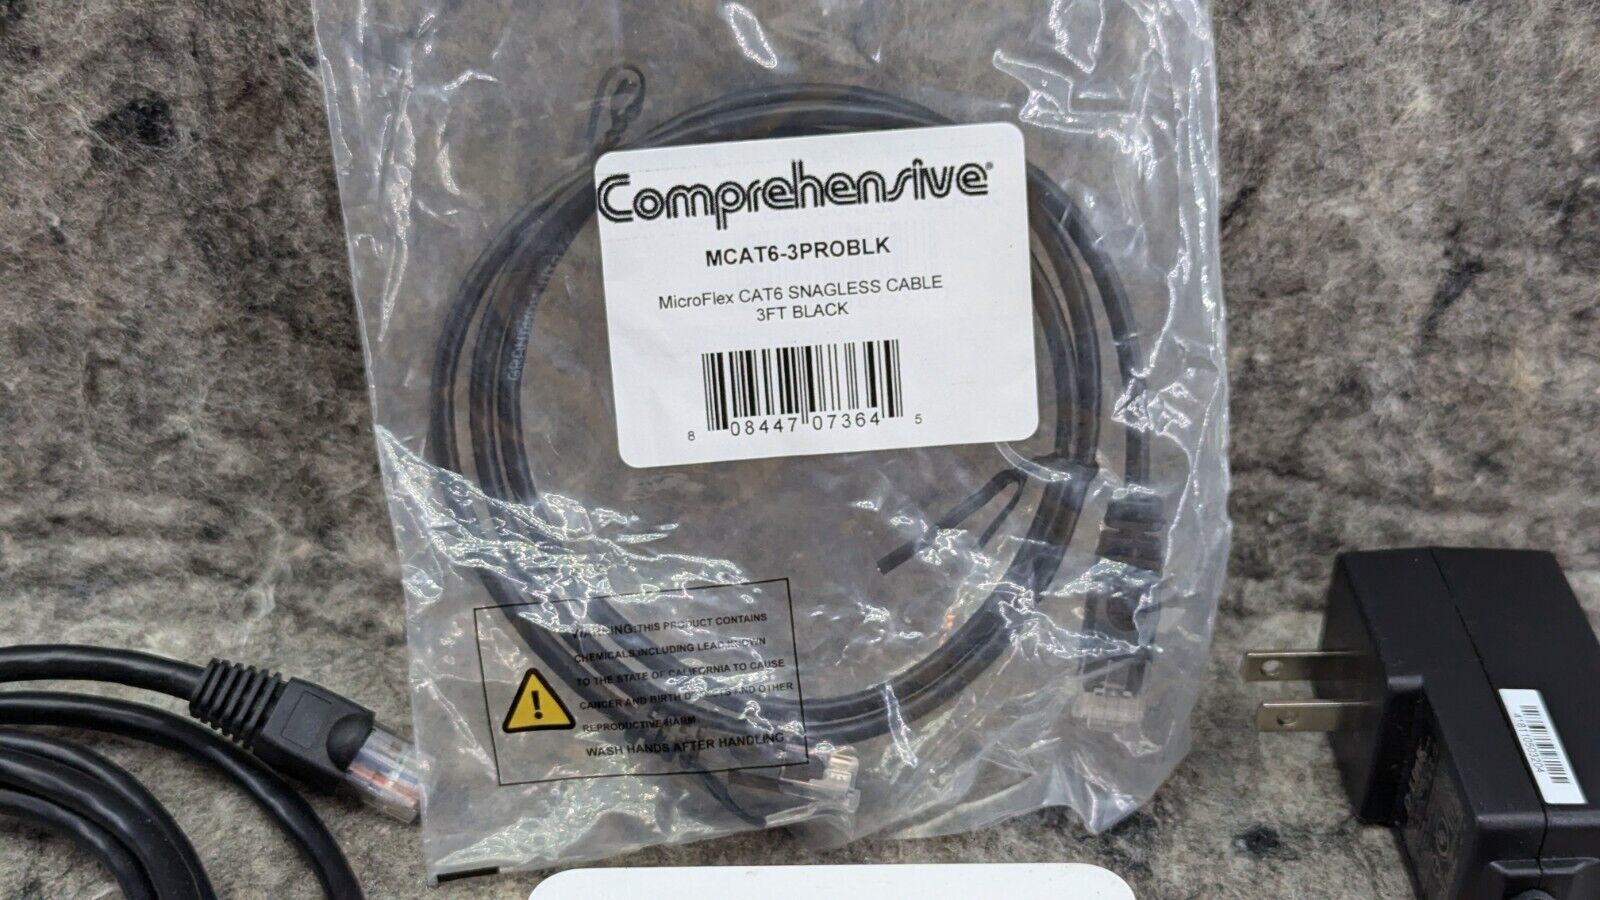 Comprehensive®
MCAT6-3PROBLK
MicroFlex CAT6 SNAGLESS CABLE
3FT BLACK
8 08447 07364 5
WARNING:THIS PRODUCT CONTAINS
CHEMICALS,INCLUDING LEAD,KNOWN
TO THE STATE OF CALIFORNIA TO CAUSE
CANCER AND BIRTH DEFECTS AND OTHER
REPRODUCTIVE HARM
WASH HANDS AFTER HANDLING